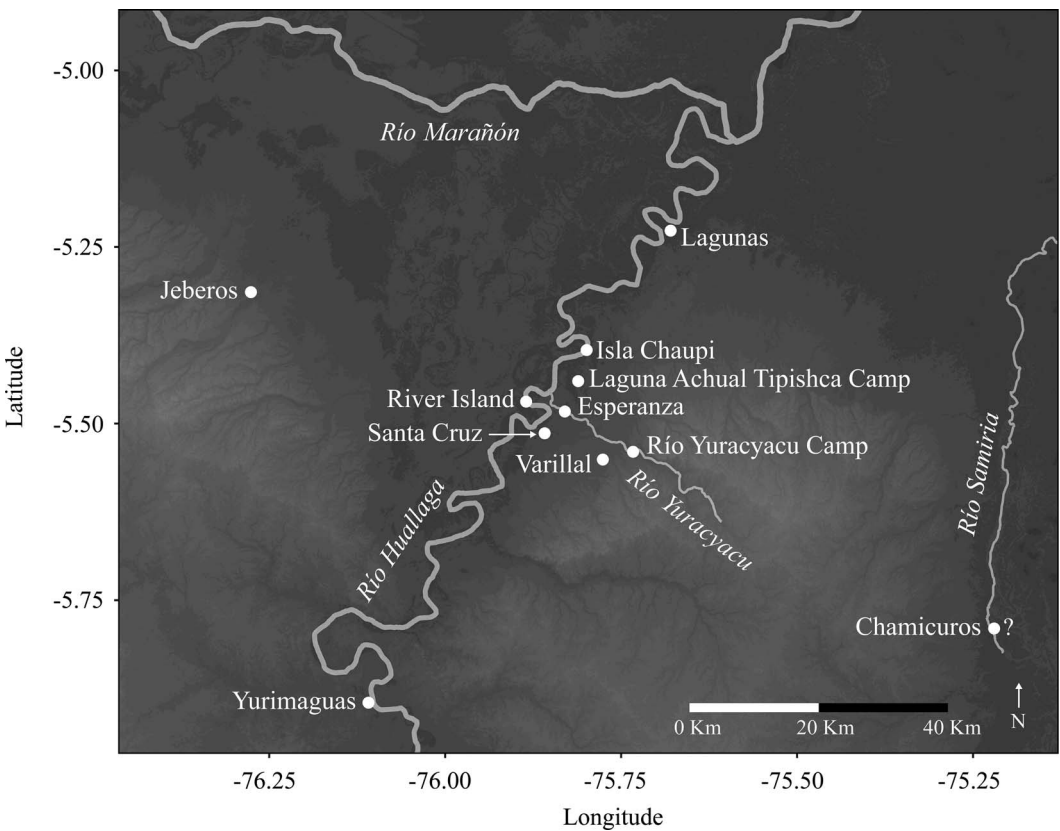 -5.00
Río Marañón
Lagunas
-5.25
Jeberos
Isla Chaupi
Laguna Achual Tipishca Camp
River Island
Esperanza
Latitude
-5.50
Santa Cruz
Río Yuracyacu Camp
Varillal
Río Yuracyacu
Río Samiria
Río Huallaga
-5.75
Chamicuros
?
Yurimaguas
0 Km
20 Km
40 Km
N
-76.25
-76.00
-75.75
-75.50
-75.25
Longitude